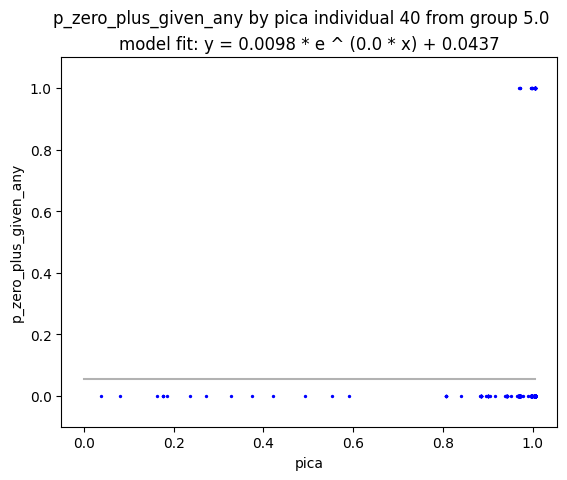 p_zero_plus_given_any by pica individual 40 from group 5.0
model fit: y = 0.0098 * e ^ (0.0 * x) + 0.0437
1.0
0.8
0.6
0.4
0.2
0.0
p_zero_plus_given_any
0.0 0.2 0.4 0.6 0.8 1.0
pica